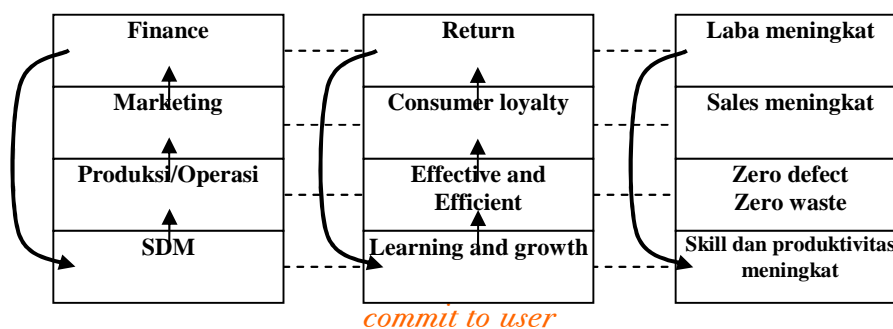 Finance
Marketing
Produksi/Operasi
SDM
Return
Consumer loyalty
Effective and
Efficient
Learning and growth
Laba meningkat
Sales meningkat
Zero defect
Zero waste
Skill dan produktivitas
meningkat
commit to user